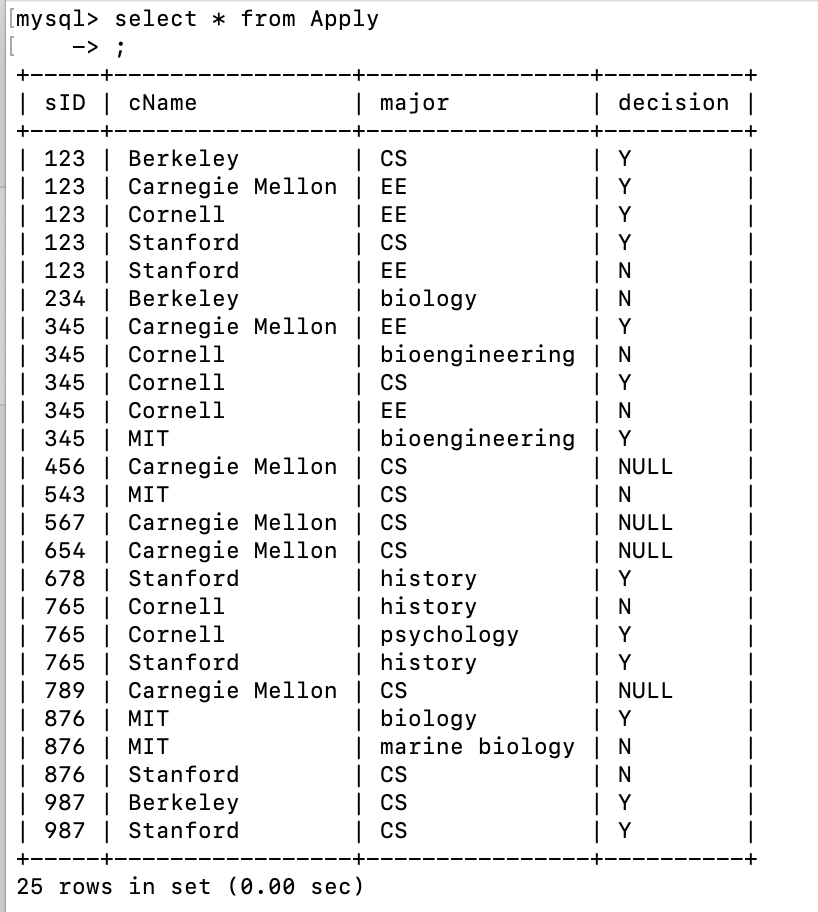 [mysql> select * from Apply
[    -> ;
+-----+-----------------+----------------+----------+
| sID | cName           | major          | decision |
+-----+-----------------+----------------+----------+
| 123 | Berkeley        | CS             | Y        |
| 123 | Carnegie Mellon | EE             | Y        |
| 123 | Cornell         | EE             | Y        |
| 123 | Stanford        | CS             | Y        |
| 123 | Stanford        | EE             | N        |
| 234 | Berkeley        | biology        | N        |
| 345 | Carnegie Mellon | EE             | Y        |
| 345 | Cornell         | bioengineering | N        |
| 345 | Cornell         | CS             | Y        |
| 345 | Cornell         | EE             | N        |
| 345 | MIT             | bioengineering | Y        |
| 456 | Carnegie Mellon | CS             | NULL     |
| 543 | MIT             | CS             | N        |
| 567 | Carnegie Mellon | CS             | NULL     |
| 654 | Carnegie Mellon | CS             | NULL     |
| 678 | Stanford        | history        | Y        |
| 765 | Cornell         | history        | N        |
| 765 | Cornell         | psychology     | Y        |
| 765 | Stanford        | history        | Y        |
| 789 | Carnegie Mellon | CS             | NULL     |
| 876 | MIT             | biology        | Y        |
| 876 | MIT             | marine biology | N        |
| 876 | Stanford        | CS             | N        |
| 987 | Berkeley        | CS             | Y        |
| 987 | Stanford        | CS             | Y        |
+-----+-----------------+----------------+----------+
25 rows in set (0.00 sec)